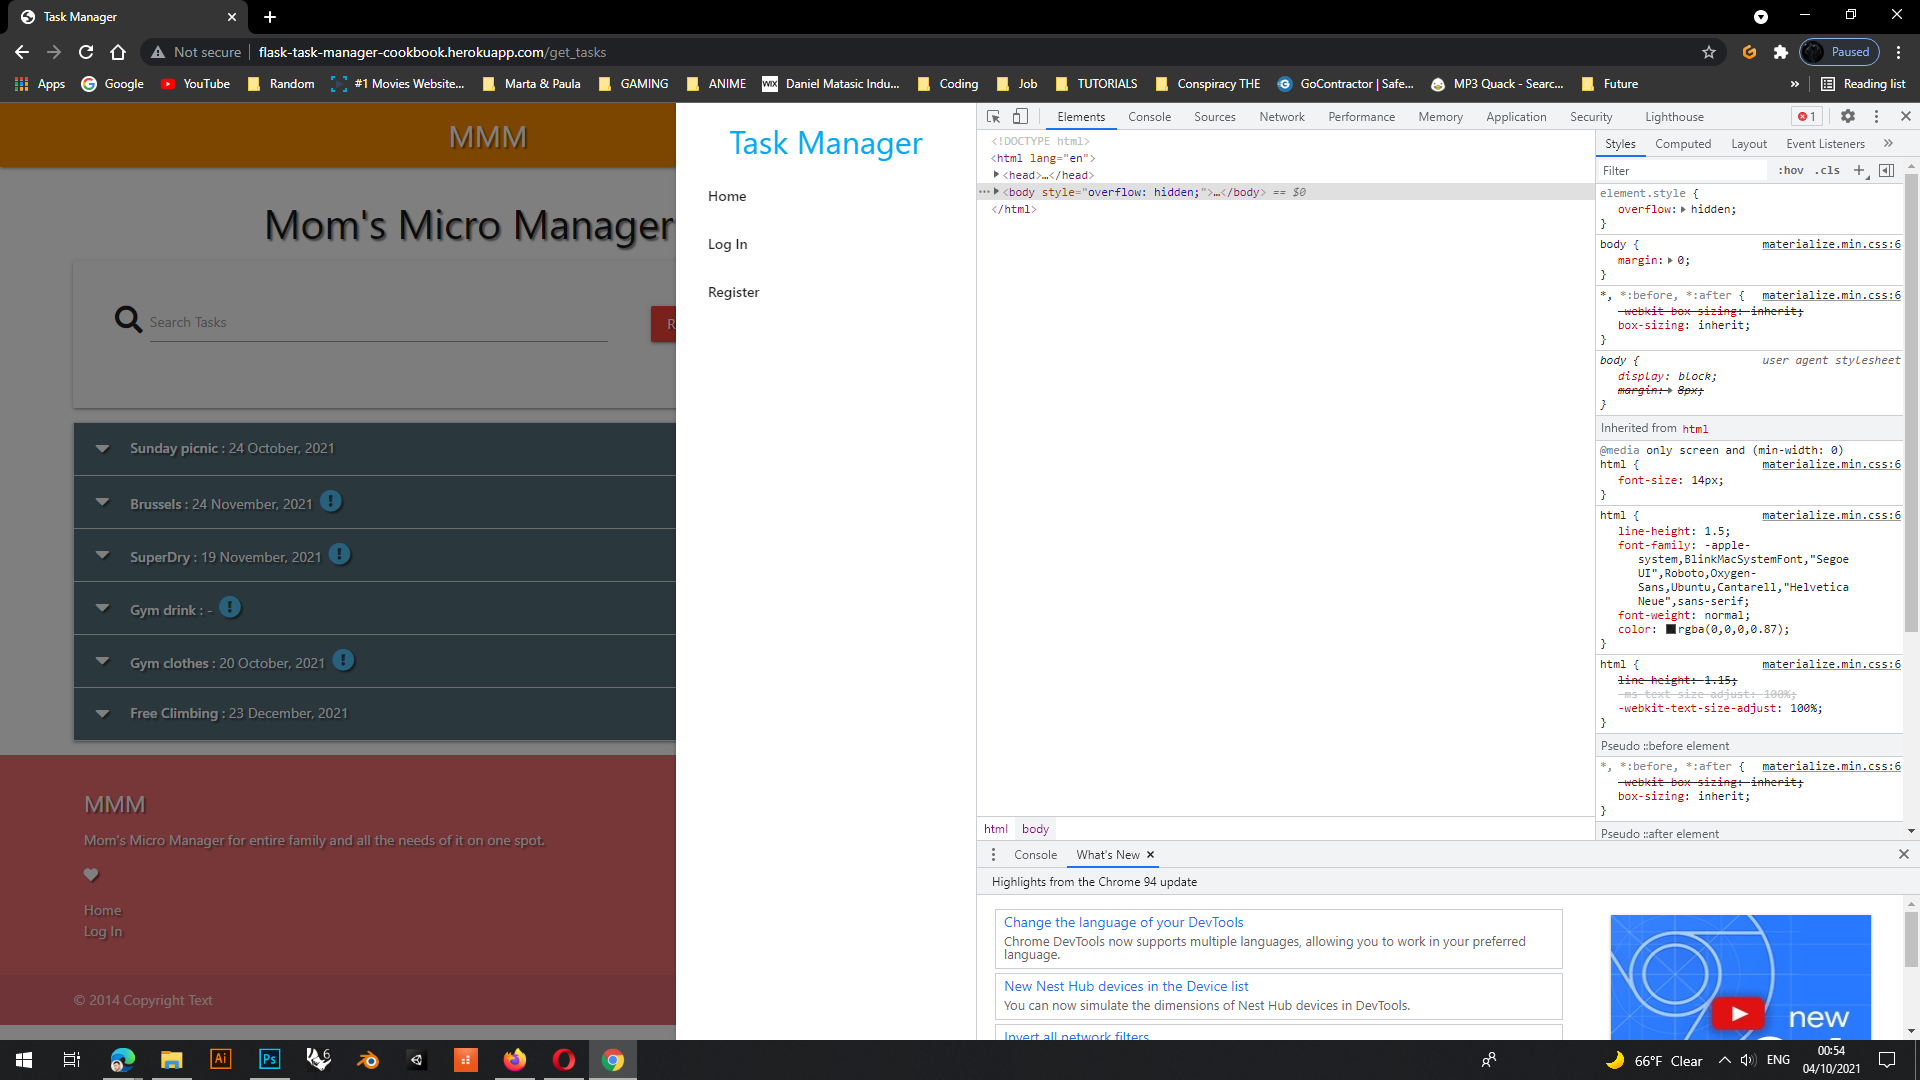 Task Manager
Not secure flask-task-manager-cookbook.herokuapp.com/get_tasks
Paused
Apps Google YouTube Random #1 Movies Website... Marta & Paula GAMING ANIME WIX Daniel Matasic Indu... Coding Job TUTORIALS Conspiracy THE GoContractor | Safe... MP3 Quack - Searc... Future » Reading list
MMM
Mom's Micro Manager
Search Tasks
R
Sunday picnic : 24 October, 2021
Brussels : 24 November, 2021
SuperDry : 19 November, 2021
Gym drink : -
Gym clothes : 20 October, 2021
Free Climbing : 23 December, 2021
MMM
Mom's Micro Manager for entire family and all the needs of it on one spot.
Home
Log In
© 2014 Copyright Text
Task Manager
Home
Log In
Register
Elements Console Sources Network Performance Memory Application Security Lighthouse 1
<!DOCTYPE html>
<html lang="en">
<head>…</head>
<body style="overflow: hidden;">…</body> == $0
</html>
html body
Styles Computed Layout Event Listeners »
Filter :hov .cls +
element.style {
overflow: hidden;
}
body { materialize.min.css:6
margin: 0;
}
*, *:before, *:after { materialize.min.css:6
-webkit-box-sizing: inherit;
box-sizing: inherit;
}
body { user agent stylesheet
display: block;
margin: 8px;
}
Inherited from html
@media only screen and (min-width: 0)
html { materialize.min.css:6
font-size: 14px;
}
html { materialize.min.css:6
line-height: 1.5;
font-family: -apple-
system,BlinkMacSystemFont,"Segoe
UI",Roboto,Oxygen-
Sans,Ubuntu,Cantarell,"Helvetica
Neue",sans-serif;
font-weight: normal;
color: rgba(0,0,0,0.87);
}
html { materialize.min.css:6
line-height: 1.15;
-ms-text-size-adjust: 100%;
-webkit-text-size-adjust: 100%;
}
Pseudo ::before element
*, *:before, *:after { materialize.min.css:6
-webkit-box-sizing: inherit;
box-sizing: inherit;
}
Pseudo ::after element
Console What's New
Highlights from the Chrome 94 update
Change the language of your DevTools
Chrome DevTools now supports multiple languages, allowing you to work in your preferred
language.
New Nest Hub devices in the Device list
You can now simulate the dimensions of Nest Hub devices in DevTools.
Invert all network filters
new
Ai Ps 6
66°F Clear ENG 00:54
04/10/2021